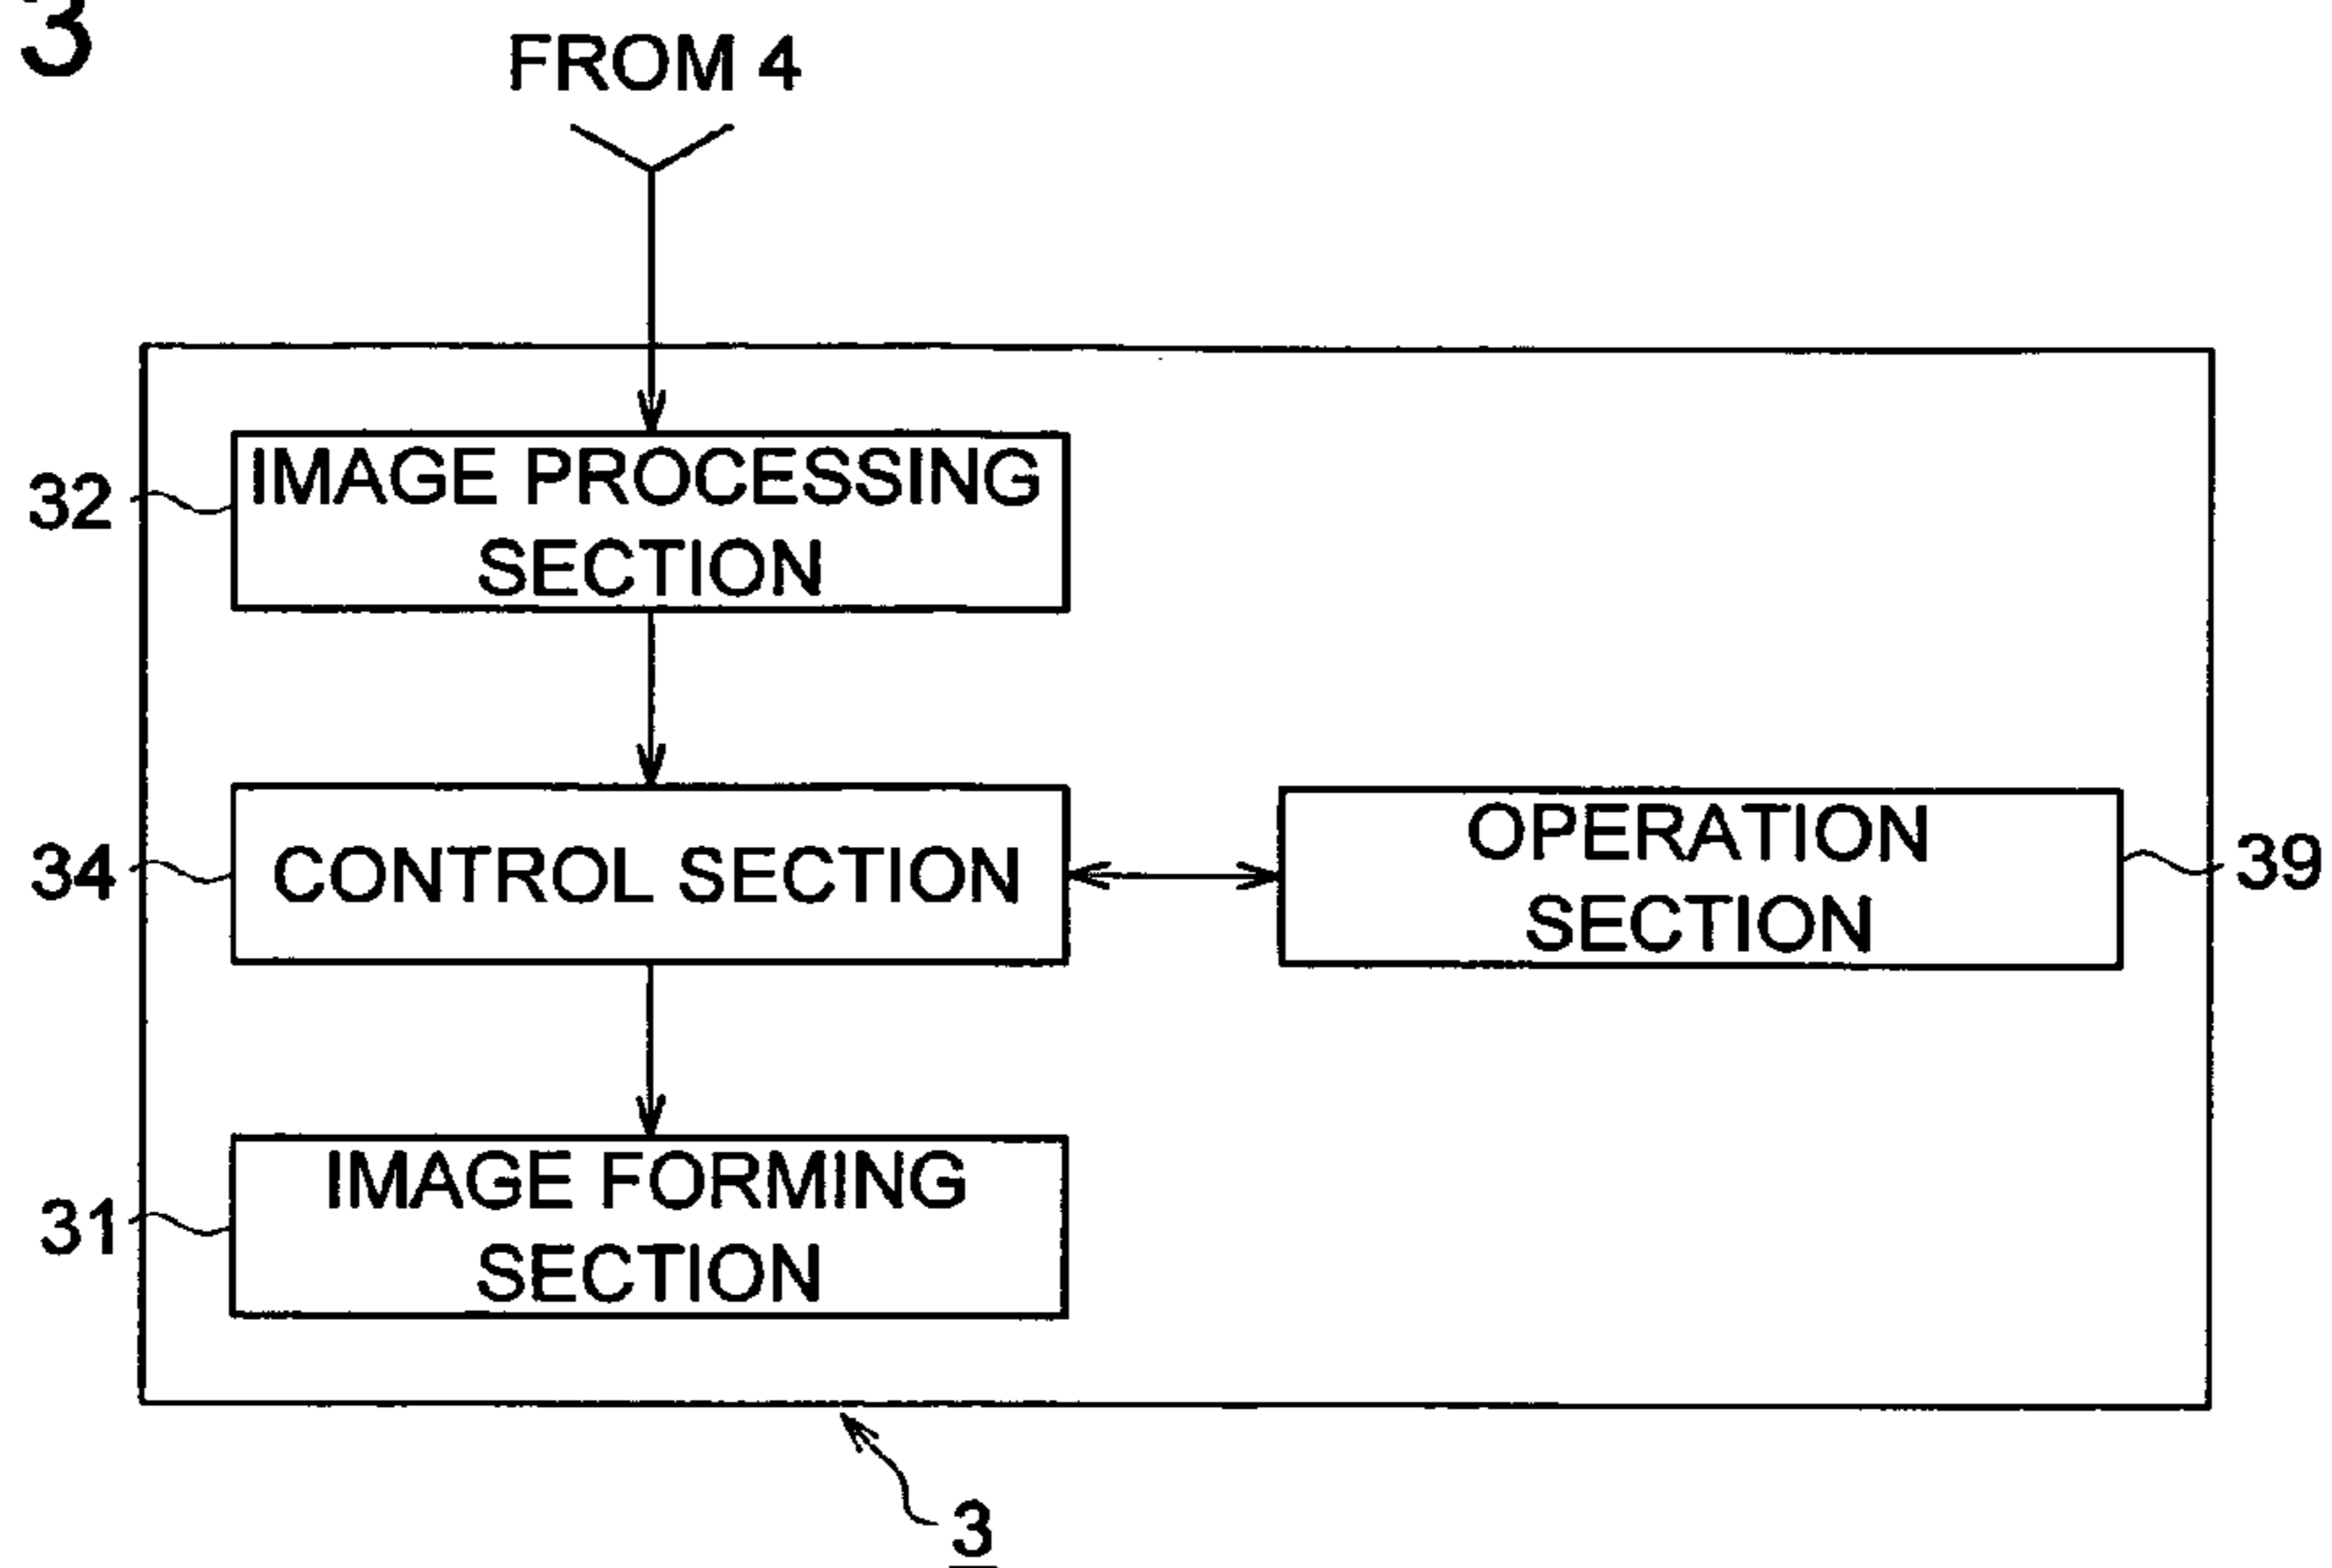 3
FROM 4
IMAGE PROCESSING
SECTION
32
CONTROL SECTION
34
OPERATION
SECTION
39
IMAGE FORMING
SECTION
31
3